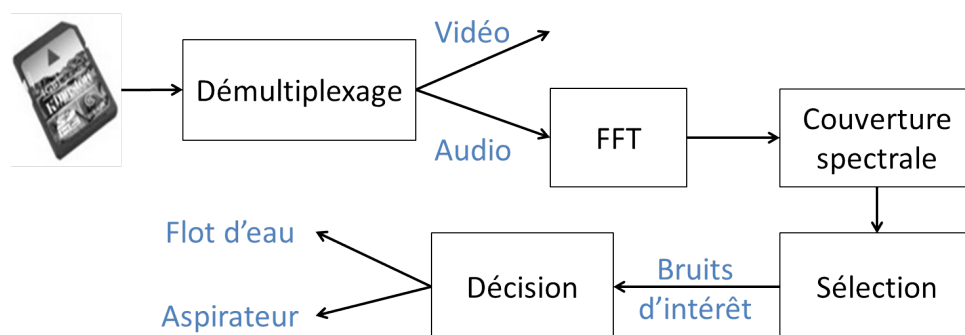 Vidéo
Démultiplexage
Audio
FFT
Couverture
spectrale
Flot d'eau
Aspirateur
Décision
Bruits
d'intérêt
Sélection